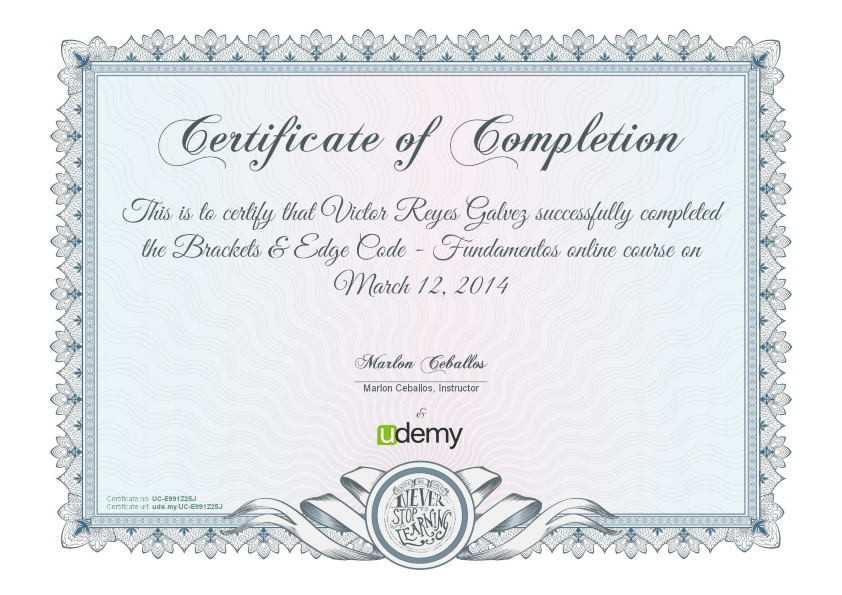 Certificate of Completion
This is to certify that Victor Reyes Galvez successfully completed
the Brackets & Edge Code - Fundamentos online course on
March 12, 2014
Marlon Ceballos
Marlon Ceballos, Instructor
&
udemy
NEVER
STOP
LEARNING
Certificate no: UC-E991Z25J
Certificate url: ude.my/UC-E991Z25J